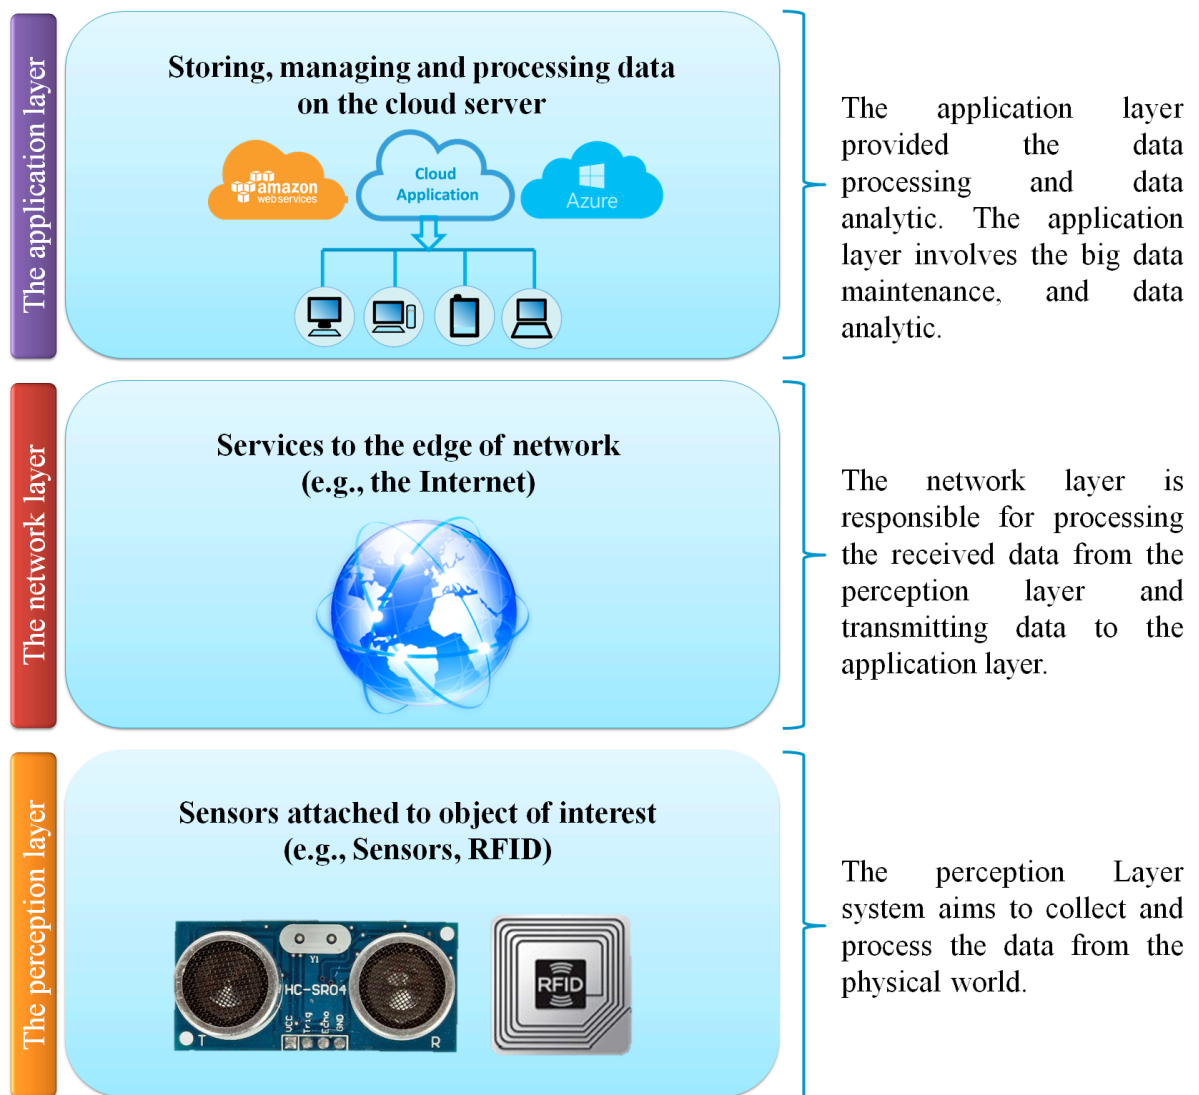 The application layer
Storing, managing and processing data
on the cloud server
amazon
web services
Cloud
Application
Azure
The application layer
provided the data
processing and data
analytic. The application
layer involves the big data
maintenance, and data
analytic.
The network layer
Services to the edge of network
(e.g., the Internet)
The network layer is
responsible for processing
the received data from the
perception layer and
transmitting data to the
application layer.
The perception layer
Sensors attached to object of interest
(e.g., Sensors, RFID)
Y1
HC-SR04
VCC
Trig
Echo
GND
T
R
RFID
The perception Layer
system aims to collect and
process the data from the
physical world.